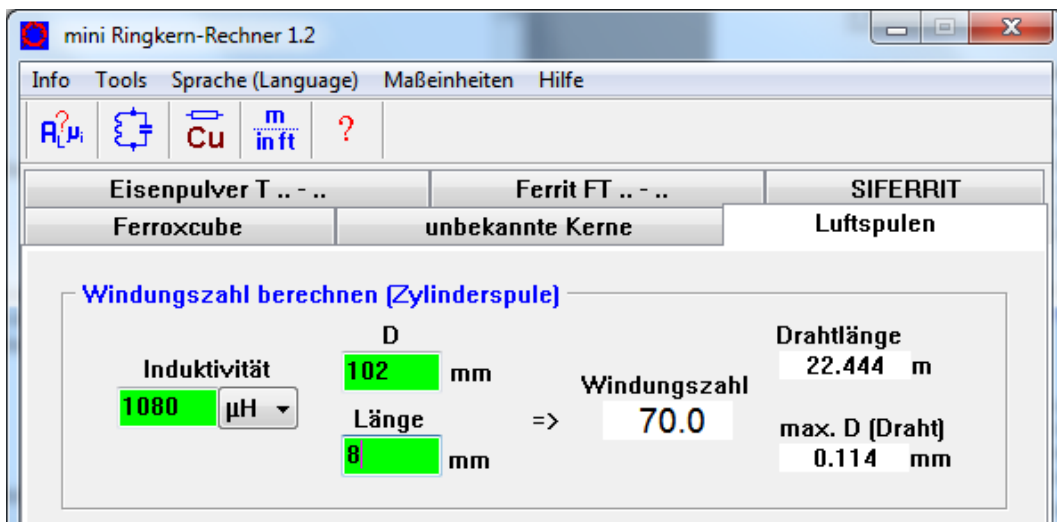 mini Ringkern-Rechner 1.2
Info Tools Sprache (Language) Maßeinheiten Hilfe
A_L? µi Cu m in ft ?
Eisenpulver T .. - .. Ferrit FT .. - .. SIFERRIT
Ferroxcube unbekannte Kerne Luftspulen
Windungszahl berechnen (Zylinderspule)
D Drahtlänge
Induktivität 102 mm 22.444 m
1080 µH Windungszahl
Länge => 70.0 max. D (Draht)
8 mm 0.114 mm